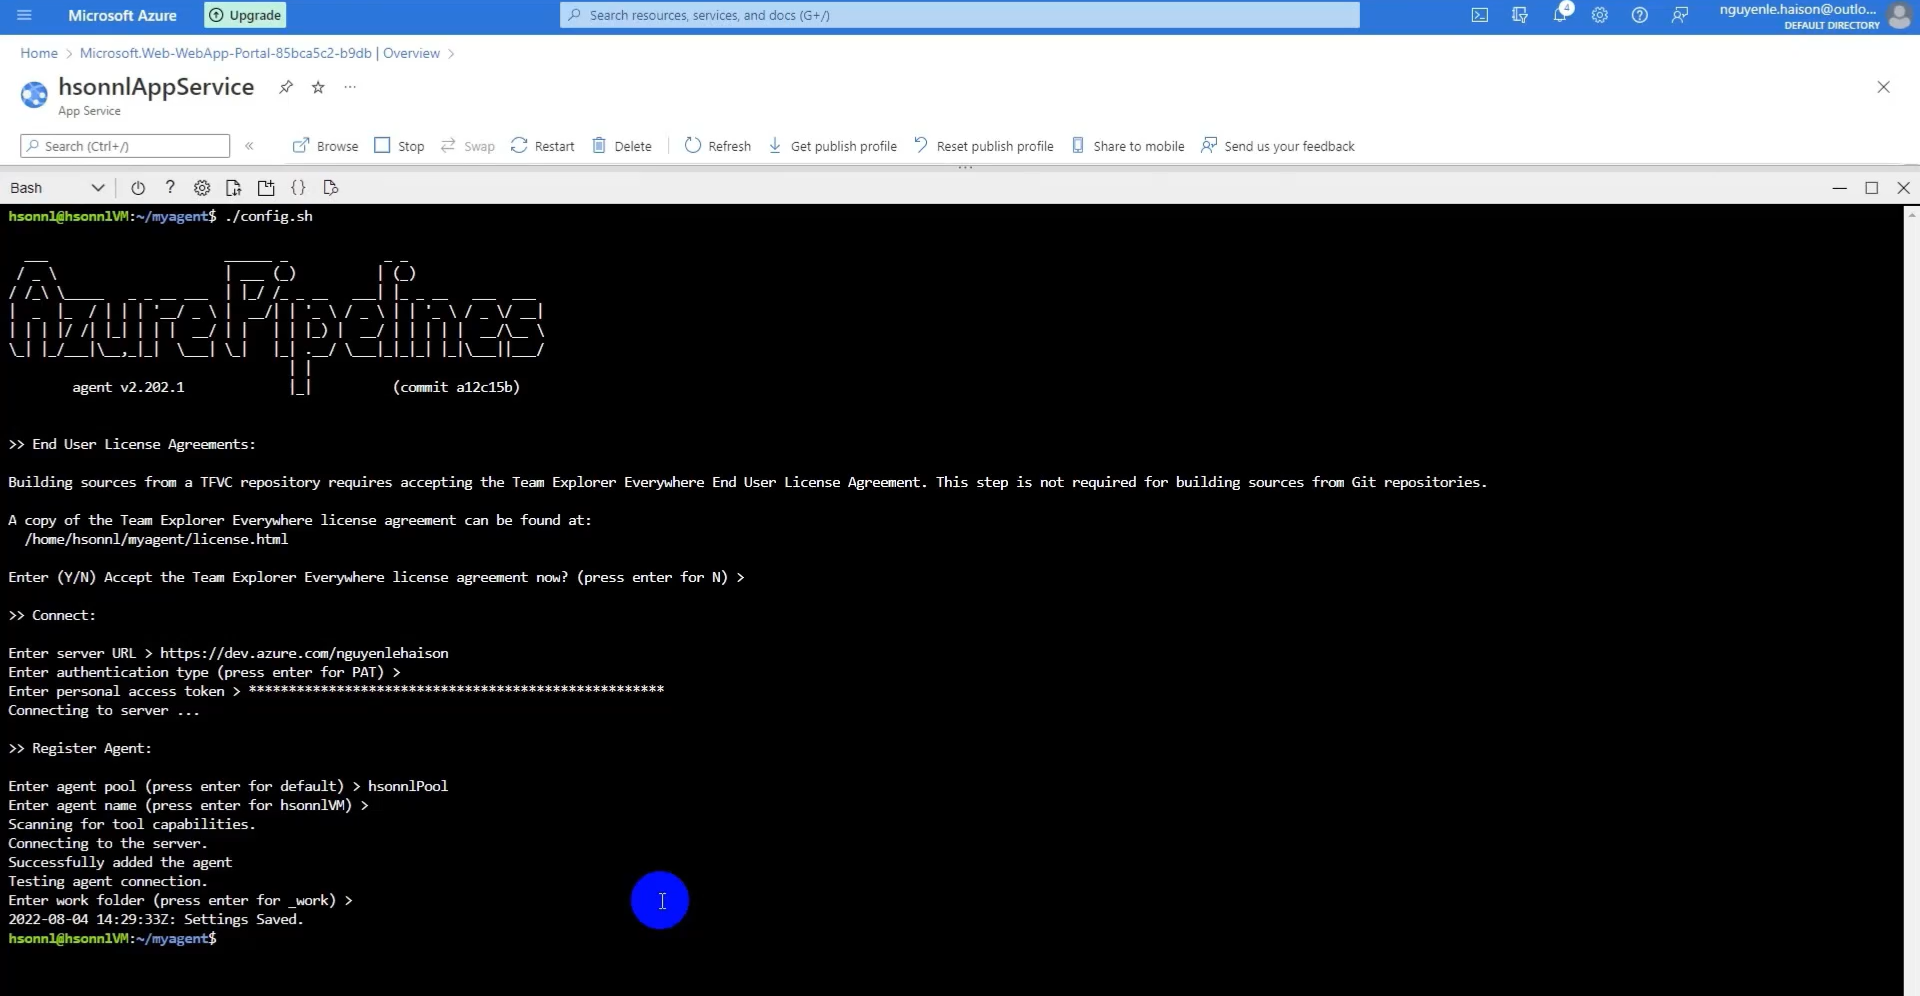 Microsoft Azure
Upgrade
Search resources, services, and docs (G+/)
4
nguyenle.haison@outlo...
DEFAULT DIRECTORY
Home > Microsoft.Web-WebApp-Portal-85bca5c2-b9db | Overview >
hsonnlAppService
App Service
Search (Ctrl+/)
«
Browse
Stop
Swap
Restart
Delete
Refresh
Get publish profile
Reset publish profile
Share to mobile
Send us your feedback
Bash
hsonnl@hsonnlVM:~/myagent$ ./config.sh
AzurePipelines
agent v2.202.1 (commit a12c15b)
>> End User License Agreements:
Building sources from a TFVC repository requires accepting the Team Explorer Everywhere End User License Agreement. This step is not required for building sources from Git repositories.
A copy of the Team Explorer Everywhere license agreement can be found at:
/home/hsonnl/myagent/license.html
Enter (Y/N) Accept the Team Explorer Everywhere license agreement now? (press enter for N) >
>> Connect:
Enter server URL > https://dev.azure.com/nguyenlehaison
Enter authentication type (press enter for PAT) >
Enter personal access token > ****************************************************
Connecting to server ...
>> Register Agent:
Enter agent pool (press enter for default) > hsonnlPool
Enter agent name (press enter for hsonnlVM) >
Scanning for tool capabilities.
Connecting to the server.
Successfully added the agent
Testing agent connection.
Enter work folder (press enter for _work) >
2022-08-04 14:29:33Z: Settings Saved.
hsonnl@hsonnlVM:~/myagent$